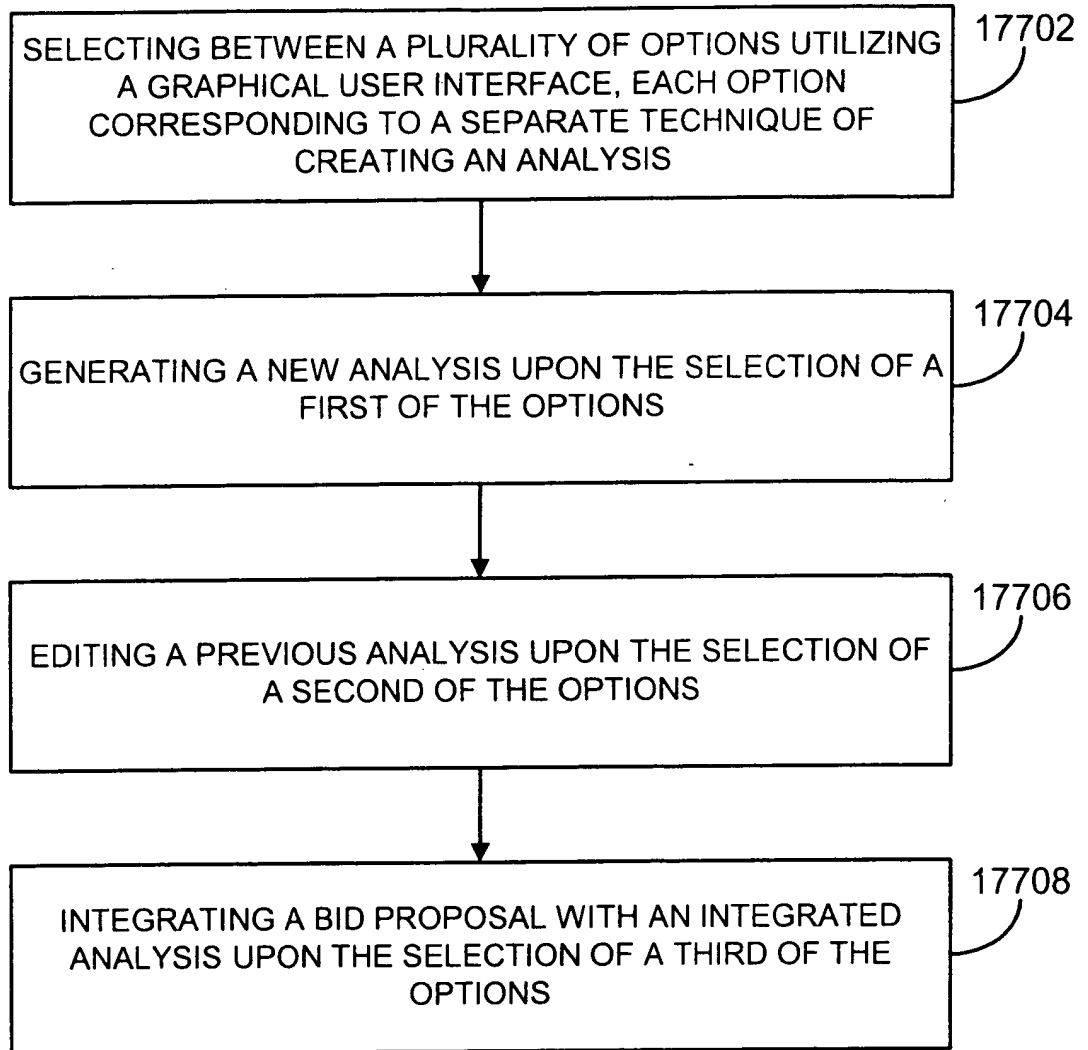 SELECTING BETWEEN A PLURALITY OF OPTIONS UTILIZING
A GRAPHICAL USER INTERFACE, EACH OPTION
CORRESPONDING TO A SEPARATE TECHNIQUE OF
CREATING AN ANALYSIS
17702
GENERATING A NEW ANALYSIS UPON THE SELECTION OF A
FIRST OF THE OPTIONS
17704
EDITING A PREVIOUS ANALYSIS UPON THE SELECTION OF
A SECOND OF THE OPTIONS
17706
INTEGRATING A BID PROPOSAL WITH AN INTEGRATED
ANALYSIS UPON THE SELECTION OF A THIRD OF THE
OPTIONS
17708